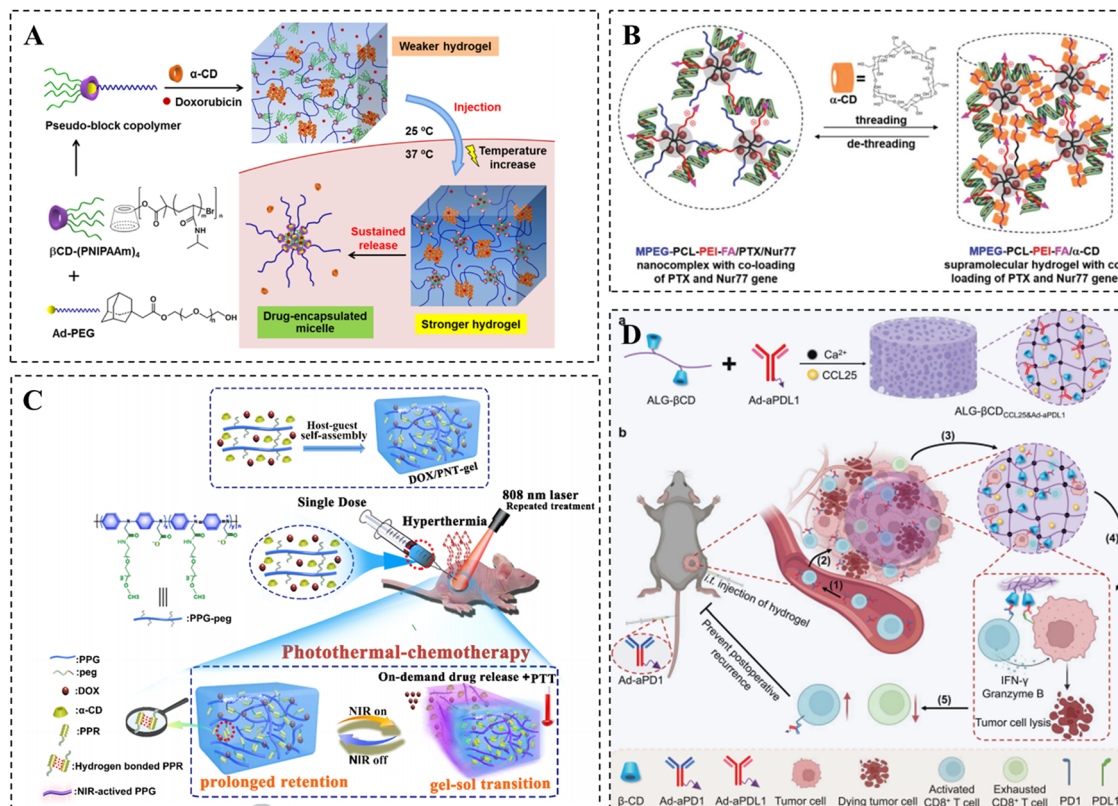 A
α-CD
Doxorubicin
Pseudo-block copolymer
Weaker hydrogel
Injection
25 ºC
37 ºC
Temperature
increase
βCD-(PNIPAAm)4
+
Ad-PEG
Sustained
release
Drug-encapsulated
micelle
Stronger hydrogel
B
α-CD
threading
de-threading
MPEG-PCL-PEI-FA/PTX/Nur77
nanocomplex with co-loading
of PTX and Nur77 gene
MPEG-PCL-PEI-FA/α-CD
supramolecular hydrogel with co
loading of PTX and Nur77 gene
C
Host-guest
self-assembly
DOX/PNT-gel
Single Dose
Hyperthermia
808 nm laser
Repeated treatment
:PPG-peg
Photothermal-chemotherapy
:PPG
:peg
:DOX
:α-CD
:PPR
:Hydrogen bonded PPR
:NIR-actived PPG
On-demand drug release +PTT
NIR on
NIR off
prolonged retention
gel-sol transition
a
D
ALG-βCD
+
Ad-aPDL1
Ca2+
CCL25
ALG-βCDCCL25&Ad-aPDL1
b
(1)
(2)
(3)
(4)
(5)
i.t. injection of hydrogel
Ad-aPD1
Prevent postoperative
recurrence
IFN-γ
Granzyme B
Tumor cell lysis
β-CD
Ad-aPD1
Ad-aPDL1
Tumor cell
Dying tumor cell
Activated
CD8+ T cell
Exhausted
CD8+ T cell
PD1